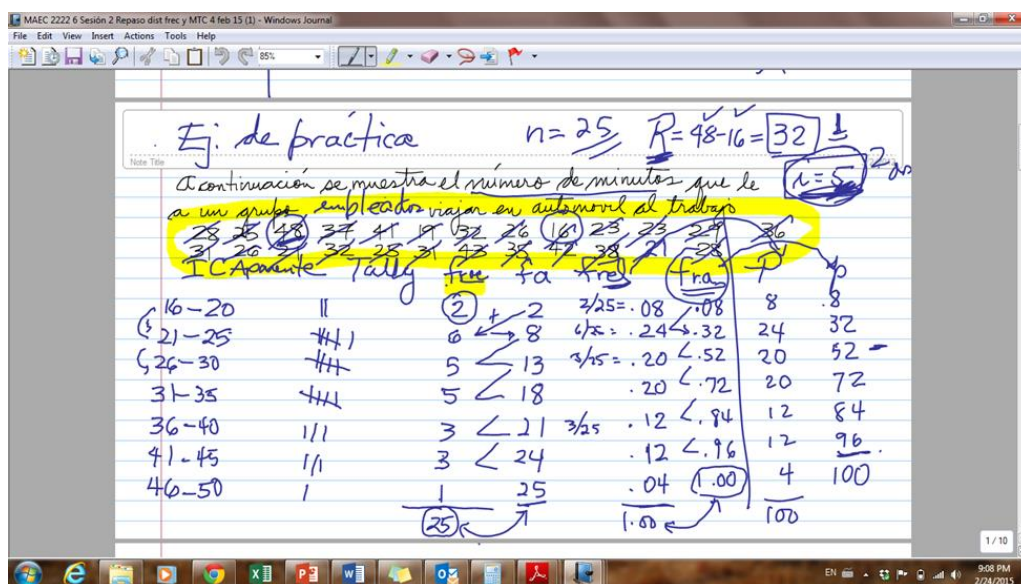 MAEC 2222 6 Sesión 2 Repaso dist frec y MTC 4 feb 15 (1) - Windows Journal
File Edit View Insert Actions Tools Help
85%
Ej. de práctica n = 25 R = 48-16 = 32 1
Note Title
i = 5 2
A continuación se muestra el número de minutos que le
a un grupo empleados viajar en automovil al trabajo
28 25 48 37 41 19 32 26 16 23 23 29 36
31 26 21 32 25 31 43 35 42 38 21 28
IC Aparente Tally fre fa frel f.r.a. P p
16-20 || 2 + 2 2/25= .08 .08 8 .8
21-25 |||| | 6 8 6/25= .24 < .32 24 32
26-30 |||| 5 < 13 3/25= .20 < .52 20 52 -
31-35 |||| 5 < 18 .20 < .72 20 72
36-40 ||| 3 < 21 3/25 .12 < .84 12 84
41-45 ||| 3 < 24 .12 < .96 12 96.
46-50 | 1 25 .04 1.00 4 100
25 1.00 100
1 / 10
EN 9:08 PM
2/24/2015